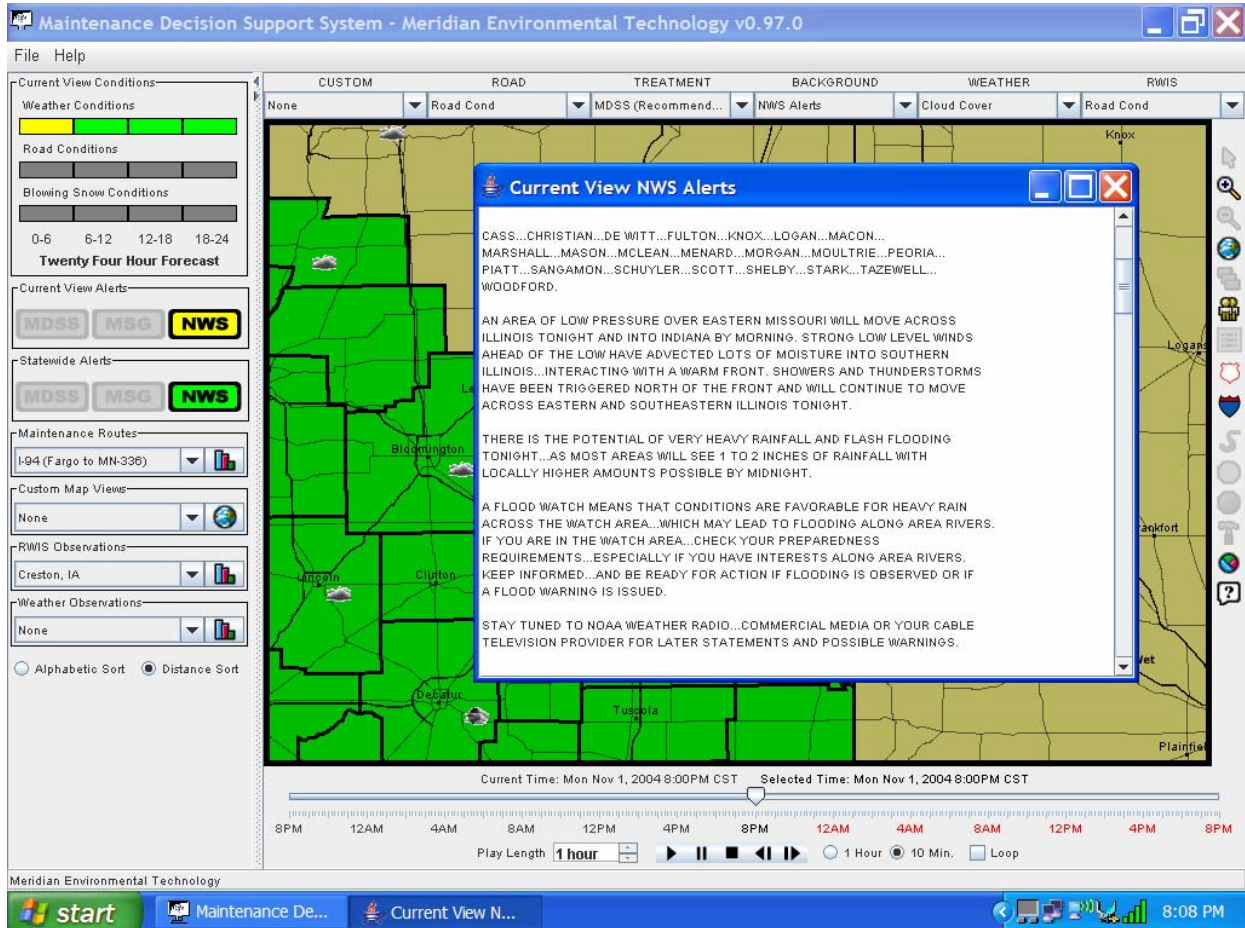 Maintenance Decision Support System - Meridian Environmental Technology v0.97.0
File Help
Current View Conditions
Weather Conditions
Road Conditions
Blowing Snow Conditions
0-6 6-12 12-18 18-24
Twenty Four Hour Forecast
Current View Alerts
MDSS MSG NWS
Statewide Alerts
MDSS MSG NWS
Maintenance Routes
I-94 (Fargo to MN-336)
Custom Map Views
None
RWIS Observations
Creston, IA
Weather Observations
None
Alphabetic Sort Distance Sort
CUSTOM ROAD TREATMENT BACKGROUND WEATHER RWIS
None Road Cond MDSS (Recommend... NWS Alerts Cloud Cover Road Cond
Knox
Logans
Le
Bloomington
ankfort
Lincoln
Clinton
Decatur
Tuscola
Plainfie
Current View NWS Alerts
CASS...CHRISTIAN...DE WITT...FULTON...KNOX...LOGAN...MACON...
MARSHALL...MASON...MCLEAN...MENARD...MORGAN...MOULTRIE...PEORIA...
PIATT...SANGAMON...SCHUYLER...SCOTT...SHELBY...STARK...TAZEWELL...
WOODFORD.
AN AREA OF LOW PRESSURE OVER EASTERN MISSOURI WILL MOVE ACROSS
ILLINOIS TONIGHT AND INTO INDIANA BY MORNING. STRONG LOW LEVEL WINDS
AHEAD OF THE LOW HAVE ADVECTED LOTS OF MOISTURE INTO SOUTHERN
ILLINOIS...INTERACTING WITH A WARM FRONT. SHOWERS AND THUNDERSTORMS
HAVE BEEN TRIGGERED NORTH OF THE FRONT AND WILL CONTINUE TO MOVE
ACROSS EASTERN AND SOUTHEASTERN ILLINOIS TONIGHT.
THERE IS THE POTENTIAL OF VERY HEAVY RAINFALL AND FLASH FLOODING
TONIGHT...AS MOST AREAS WILL SEE 1 TO 2 INCHES OF RAINFALL WITH
LOCALLY HIGHER AMOUNTS POSSIBLE BY MIDNIGHT.
A FLOOD WATCH MEANS THAT CONDITIONS ARE FAVORABLE FOR HEAVY RAIN
ACROSS THE WATCH AREA...WHICH MAY LEAD TO FLOODING ALONG AREA RIVERS.
IF YOU ARE IN THE WATCH AREA...CHECK YOUR PREPAREDNESS
REQUIREMENTS...ESPECIALLY IF YOU HAVE INTERESTS ALONG AREA RIVERS.
KEEP INFORMED...AND BE READY FOR ACTION IF FLOODING IS OBSERVED OR IF
A FLOOD WARNING IS ISSUED.
STAY TUNED TO NOAA WEATHER RADIO...COMMERCIAL MEDIA OR YOUR CABLE
TELEVISION PROVIDER FOR LATER STATEMENTS AND POSSIBLE WARNINGS.
Current Time: Mon Nov 1, 2004 8:00PM CST Selected Time: Mon Nov 1, 2004 8:00PM CST
8PM 12AM 4AM 8AM 12PM 4PM 8PM 12AM 4AM 8AM 12PM 4PM 8PM
Play Length 1 hour 1 Hour 10 Min. Loop
Meridian Environmental Technology
start Maintenance De... Current View N... 8:08 PM